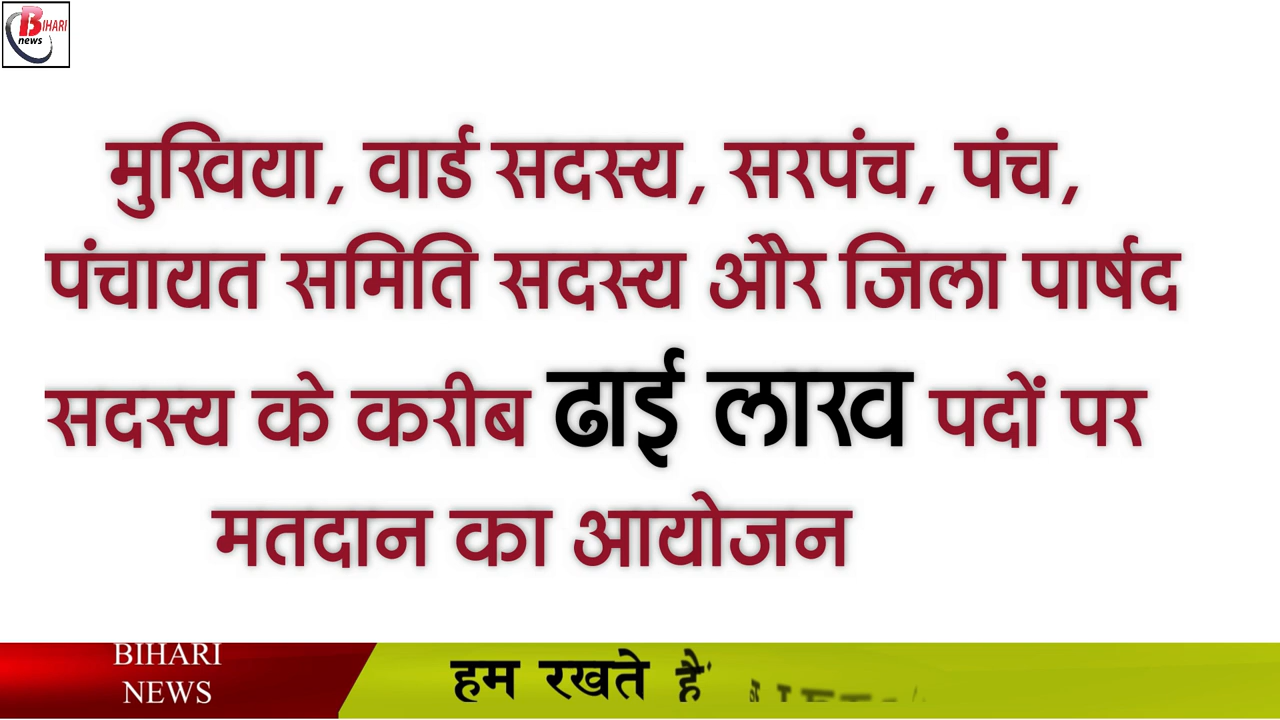 BIHARI
news
मुखिया, वार्ड सदस्य, सरपंच, पंच,
पंचायत समिति सदस्य और जिला पार्षद
सदस्य के करीब ढाई लाख पदों पर
मतदान का आयोजन
BIHARI
NEWS
हम रखते हैं